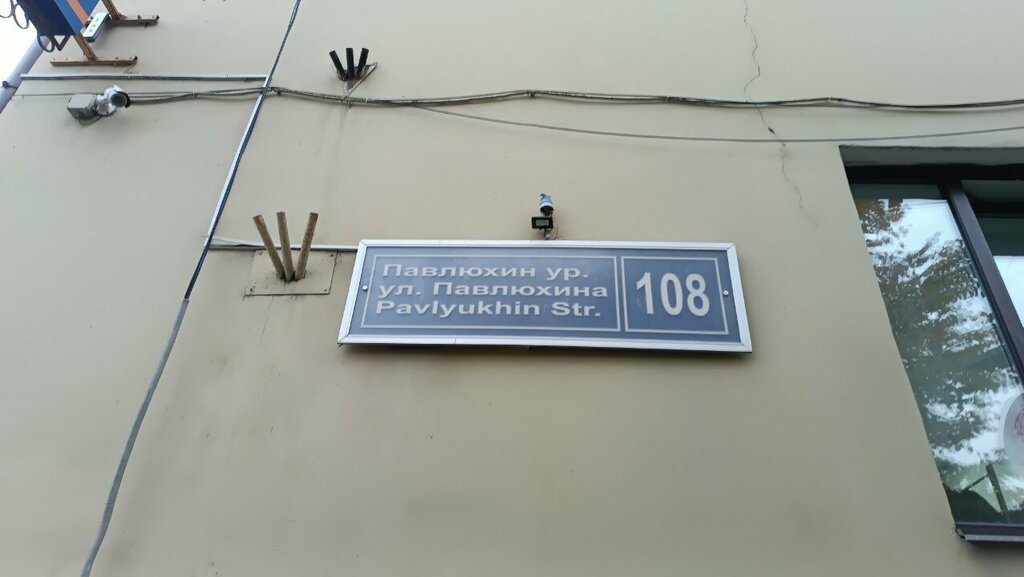 Павлюхин ур.
ул. Павлюхина
Pavlyukhin Str.
108